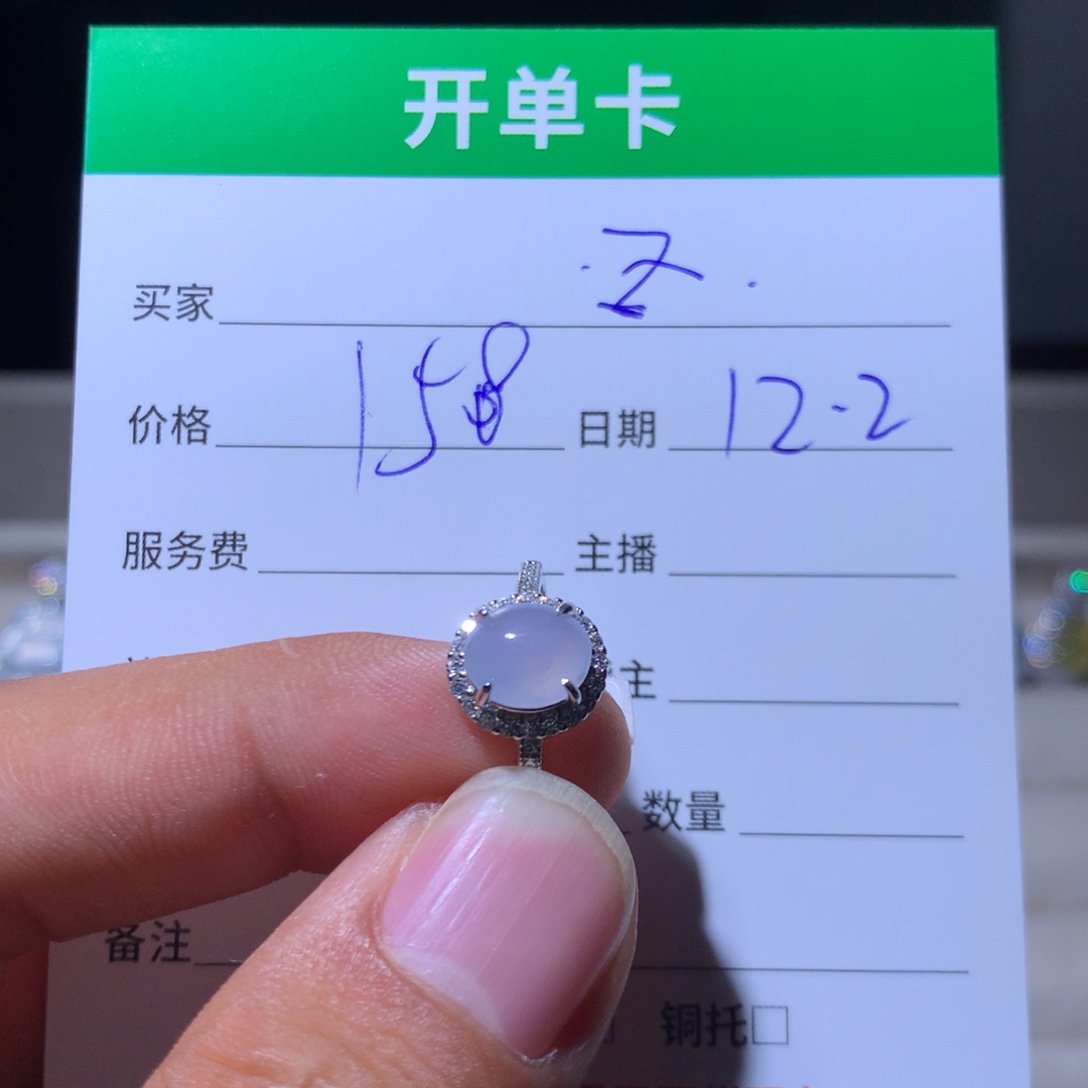 开单卡
买家 ·Z·
价格 158 日期 12.2
服务费 主播
主
数量
备注
铜托□